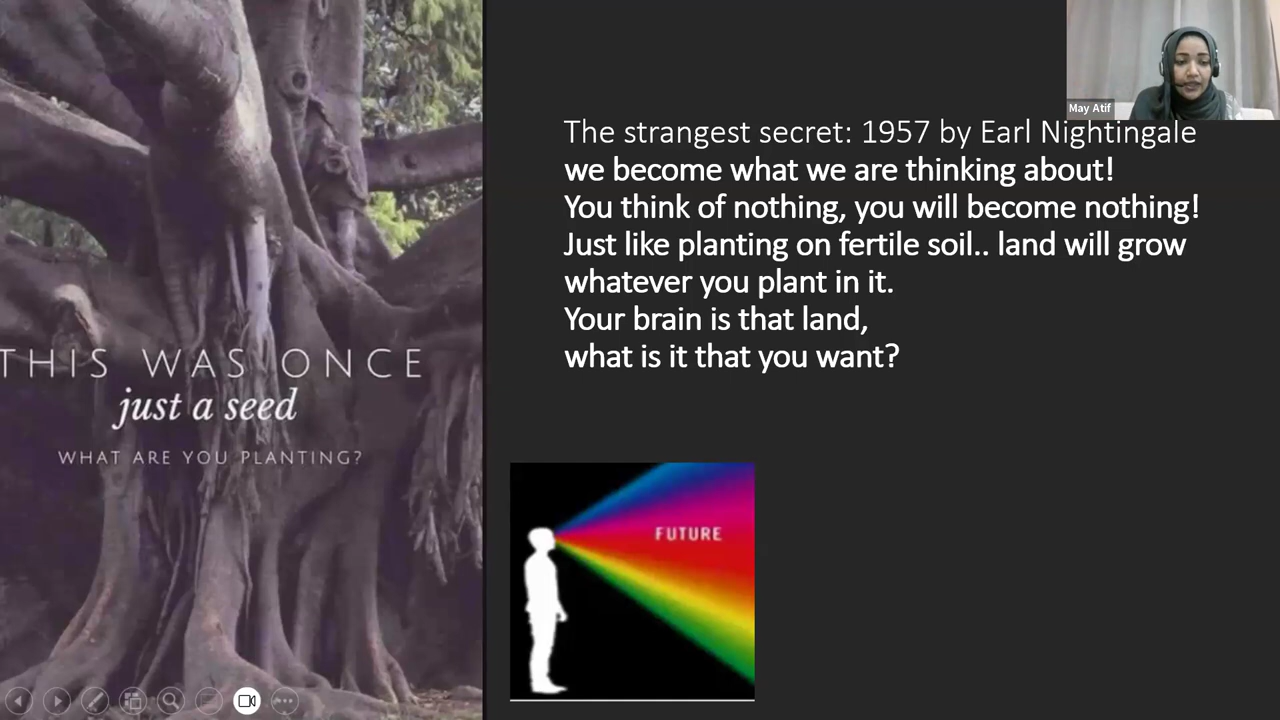 May Atif
The strangest secret: 1957 by Earl Nightingale
we become what we are thinking about!
You think of nothing, you will become nothing!
Just like planting on fertile soil.. land will grow
whatever you plant in it.
Your brain is that land,
what is it that you want?
THIS WAS ONCE
just a seed
WHAT ARE YOU PLANTING?
FUTURE